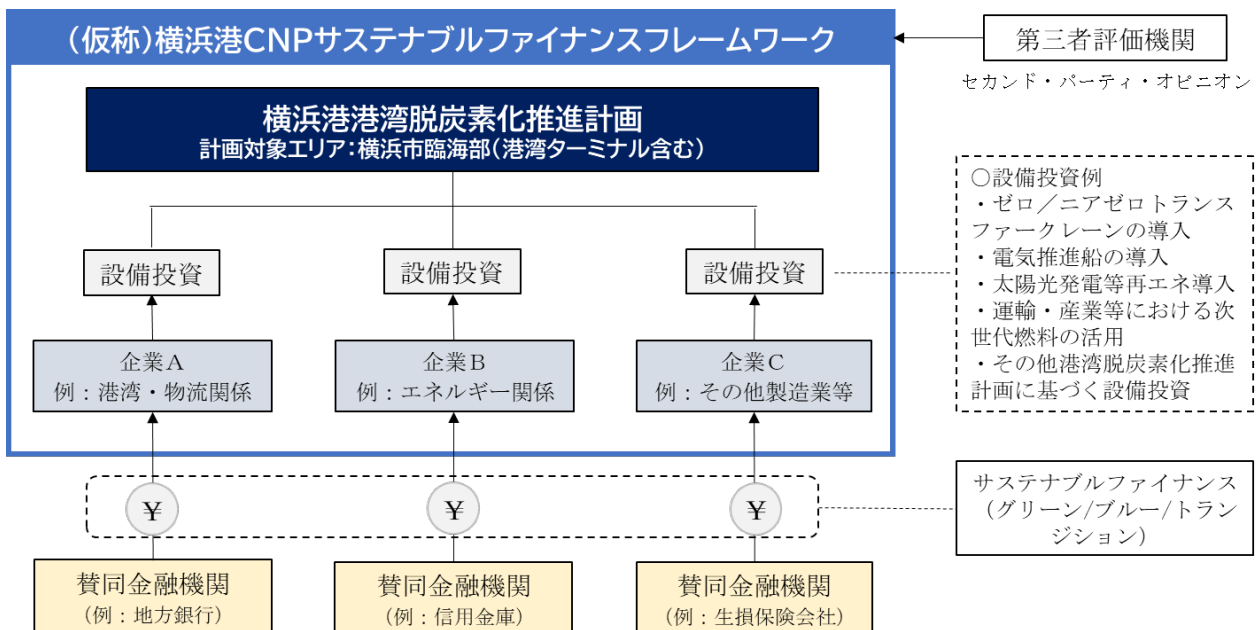 (仮称)横浜港CNPサステナブルファイナンスフレームワーク
第三者評価機関
セカンド・パーティ・オピニオン
横浜港港湾脱炭素化推進計画
計画対象エリア:横浜市臨海部(港湾ターミナル含む)
○設備投資例
・ゼロ/ニアゼロトランス
ファークレーンの導入
・電気推進船の導入
・太陽光発電等再エネ導入
・運輸・産業等における次
世代燃料の活用
・その他港湾脱炭素化推進
計画に基づく設備投資
設備投資
設備投資
設備投資
企業A
例:港湾・物流関係
企業B
例:エネルギー関係
企業C
例:その他製造業等
¥
¥
¥
サステナブルファイナンス
(グリーン/ブルー/トラン
ジション)
賛同金融機関
(例:地方銀行)
賛同金融機関
(例:信用金庫)
賛同金融機関
(例:生損保険会社)